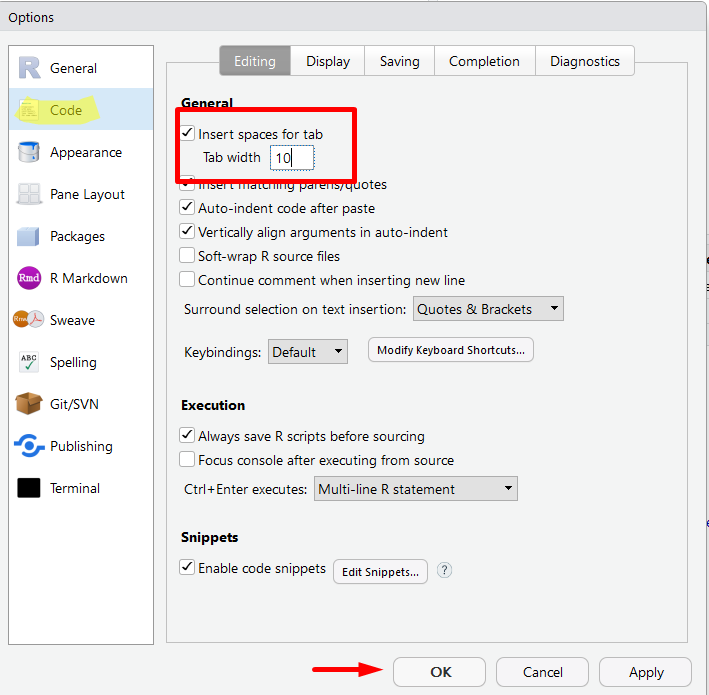 Options
General
Code
Appearance
Pane Layout
Packages
Rmd R Markdown
Rnw Sweave
ABC Spelling
Git/SVN
Publishing
Terminal
Editing Display Saving Completion Diagnostics
General
Insert spaces for tab
Tab width 10
Insert matching parens/quotes
Auto-indent code after paste
Vertically align arguments in auto-indent
Soft-wrap R source files
Continue comment when inserting new line
Surround selection on text insertion: Quotes & Brackets
Keybindings: Default Modify Keyboard Shortcuts...
Execution
Always save R scripts before sourcing
Focus console after executing from source
Ctrl+Enter executes: Multi-line R statement
Snippets
Enable code snippets Edit Snippets... ?
OK Cancel Apply